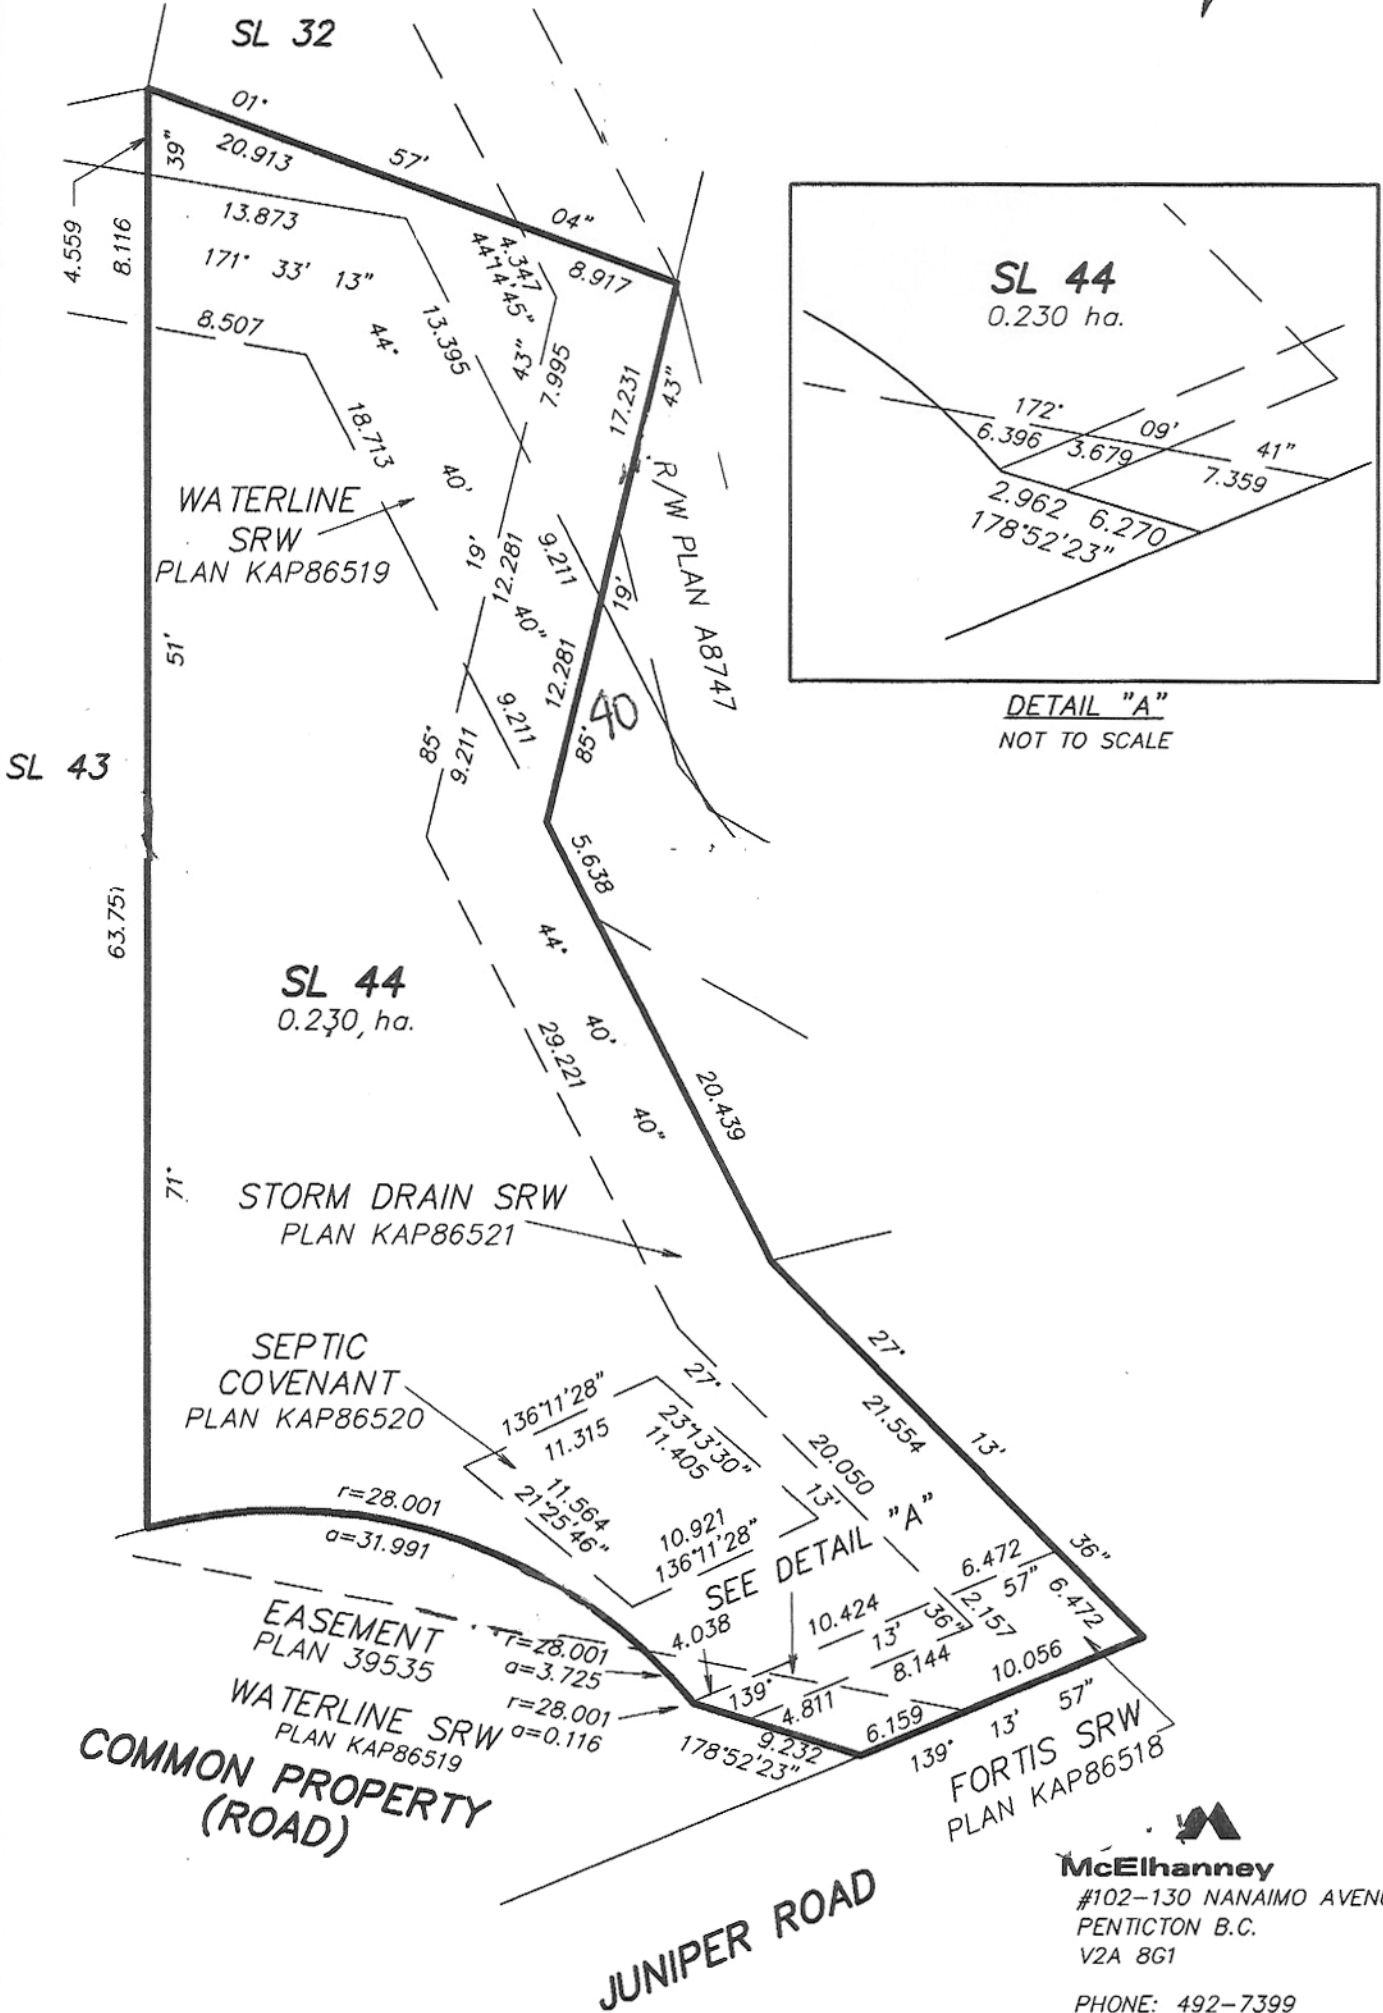 SL 32
01°
20.913
57'
04"
8.917
39"
4.559
8.116
13.873
171° 33' 13"
8.507
4.347
44°14'45"
44°
13.395
43"
7.995
17.231
43"
18.713
40'
R/W PLAN A8747
WATERLINE
SRW
PLAN KAP86519
19'
12.281
9.211
19'
40"
12.281
51'
9.211
40
85°
85°
9.211
SL 43
63.751
5.638
44°
SL 44
0.230 ha.
40'
29.221
20.439
40"
71°
STORM DRAIN SRW
PLAN KAP86521
SEPTIC
COVENANT
PLAN KAP86520
27°
27°
136°11'28"
11.315
23°13'30"
11.405
21.554
13'
20.050
13'
11.564
21°25'46"
10.921
136°11'28"
r=28.001
a=31.991
SEE DETAIL "A"
6.472
36"
57"
6.472
2.157
10.424
36"
13'
8.144
4.038
139°
4.811
10.056
6.159
57"
13'
139°
9.232
178°52'23"
EASEMENT
PLAN 39535
r=28.001
a=3.725
r=28.001
a=0.116
WATERLINE SRW
PLAN KAP86519
COMMON PROPERTY
(ROAD)
FORTIS SRW
PLAN KAP86518
JUNIPER ROAD
SL 44
0.230 ha.
172°
09'
41"
6.396
3.679
7.359
2.962
6.270
178°52'23"
DETAIL "A"
NOT TO SCALE
McElhanney
#102-130 NANAIMO AVENU
PENTICTON B.C.
V2A 8G1
PHONE: 492-7399